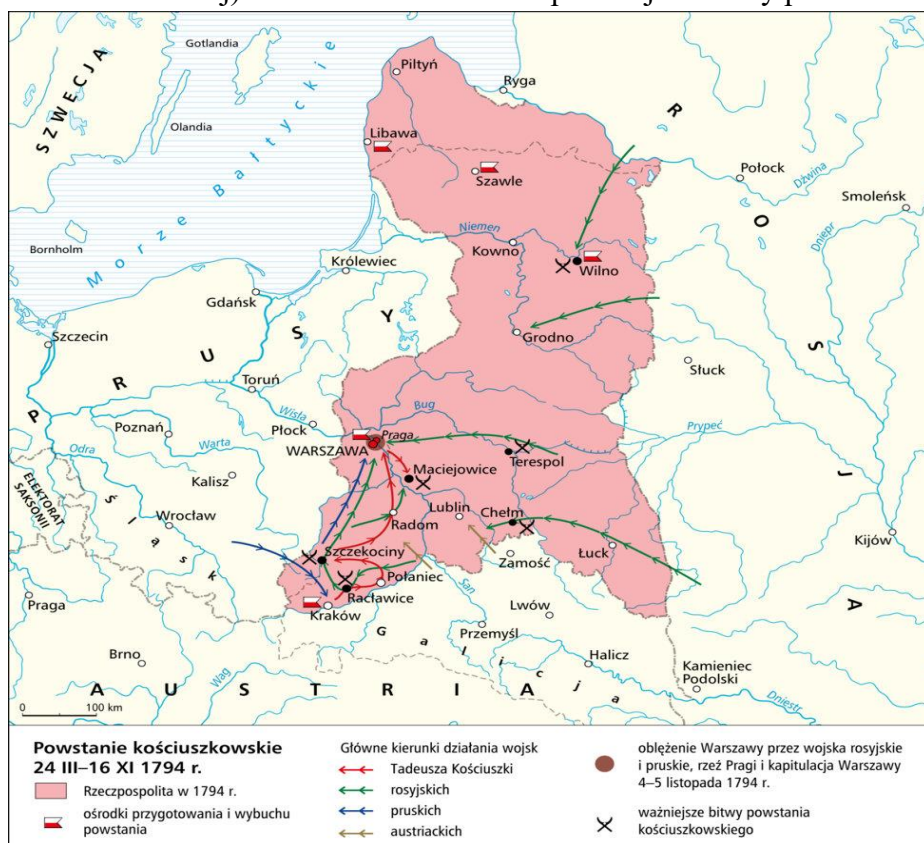 Gotlandia
Piltyń
Ryga
SZWECJA
Olandia
Libawa
Szawle
Połock
Dźwina
Smoleńsk
Morze Bałtyckie
Bornholm
Niemen
Kowno
Wilno
Dniepr
Królewiec
Gdańsk
Grodno
Szczecin
PRUSY
ROSJA
Toruń
Słuck
Bug
Wisła
Płock
Praga
WARSZAWA
Prypeć
Poznań
Warta
Odra
Terespol
Maciejowice
Kalisz
ELEKTORAT
SAKSONII
Śląsk
Lublin
Chełm
Radom
Wrocław
Łuck
Kijów
Szczekociny
Zamość
Połaniec
Racławice
San
Praga
Kraków
Lwów
Przemyśl
Galicja
Brno
Wag
Halicz
Kamieniec
Podolski
AUSTRIA
Dniestr
0 100 km
Powstanie kościuszkowskie
24 III–16 XI 1794 r.
Rzeczpospolita w 1794 r.
ośrodki przygotowania i wybuchu
powstania
Główne kierunki działania wojsk
Tadeusza Kościuszki
rosyjskich
pruskich
austriackich
oblężenie Warszawy przez wojska rosyjskie
i pruskie, rzeź Pragi i kapitulacja Warszawy
4–5 listopada 1794 r.
ważniejsze bitwy powstania
kościuszkowskiego